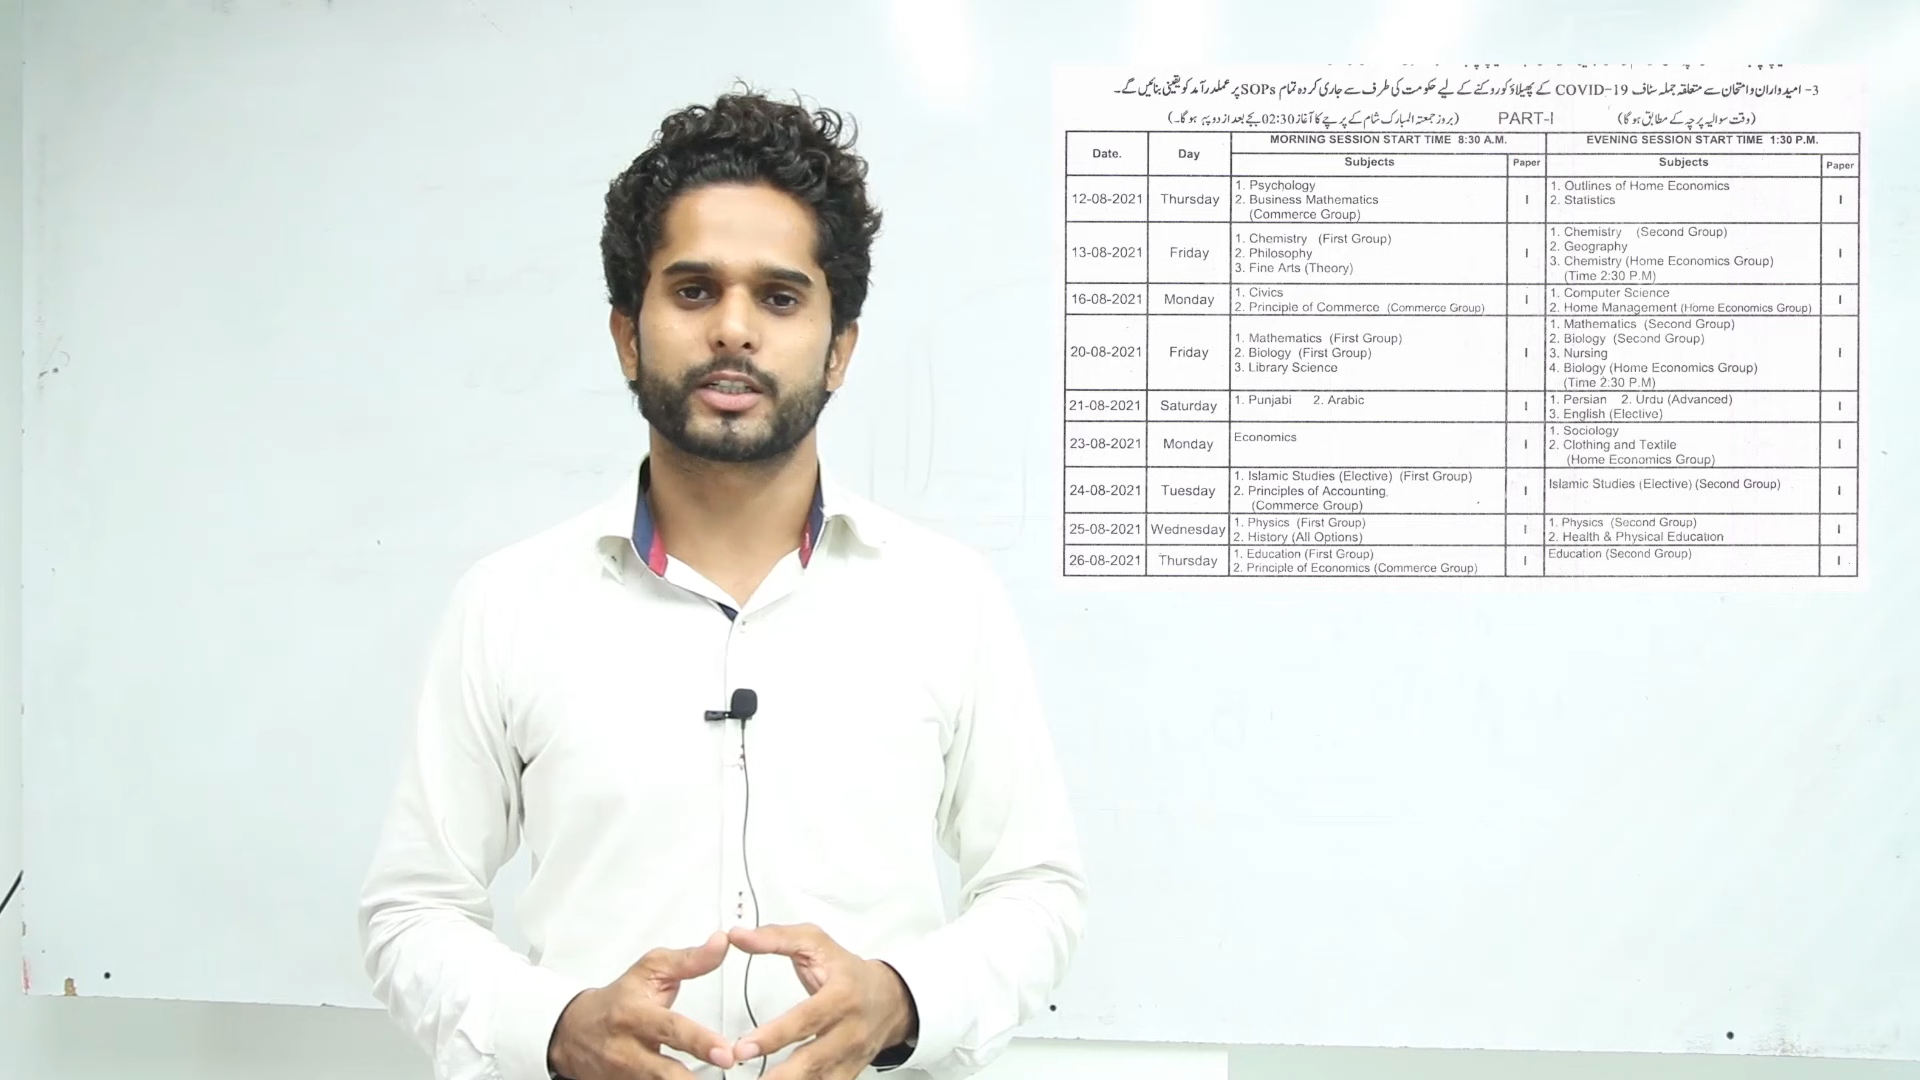 3- امیدواران و امتحان سے متعلقہ جملہ سٹاف COVID-19 کے پھیلاؤ کو روکنے کے لیے حکومت کی طرف سے جاری کردہ تمام SOPs پر عملدرآمد کو یقینی بنائیں گے۔
(وقت سوالیہ پرچہ کے مطابق ہوگا) PART-I (بروز جمعتہ المبارک شام کے پرچے کا آغاز 02:30 بجے بعد از دوپہر ہوگا۔)
Date. Day MORNING SESSION START TIME 8:30 A.M. EVENING SESSION START TIME 1:30 P.M.
Subjects Paper Subjects Paper
12-08-2021 Thursday 1. Psychology I 1. Outlines of Home Economics I
2. Business Mathematics 2. Statistics
(Commerce Group)
13-08-2021 Friday 1. Chemistry (First Group) I 1. Chemistry (Second Group) I
2. Philosophy 2. Geography
3. Fine Arts (Theory) 3. Chemistry (Home Economics Group)
(Time 2:30 P.M)
16-08-2021 Monday 1. Civics I 1. Computer Science I
2. Principle of Commerce (Commerce Group) 2. Home Management (Home Economics Group)
20-08-2021 Friday 1. Mathematics (First Group) I 1. Mathematics (Second Group) I
2. Biology (First Group) 2. Biology (Second Group)
3. Library Science 3. Nursing
4. Biology (Home Economics Group)
(Time 2:30 P.M)
21-08-2021 Saturday 1. Punjabi 2. Arabic I 1. Persian 2. Urdu (Advanced) I
3. English (Elective)
23-08-2021 Monday Economics I 1. Sociology I
2. Clothing and Textile
(Home Economics Group)
24-08-2021 Tuesday 1. Islamic Studies (Elective) (First Group) I Islamic Studies (Elective) (Second Group) I
2. Principles of Accounting
(Commerce Group)
25-08-2021 Wednesday 1. Physics (First Group) I 1. Physics (Second Group) I
2. History (All Options) 2. Health & Physical Education
26-08-2021 Thursday 1. Education (First Group) I Education (Second Group) I
2. Principle of Economics (Commerce Group)